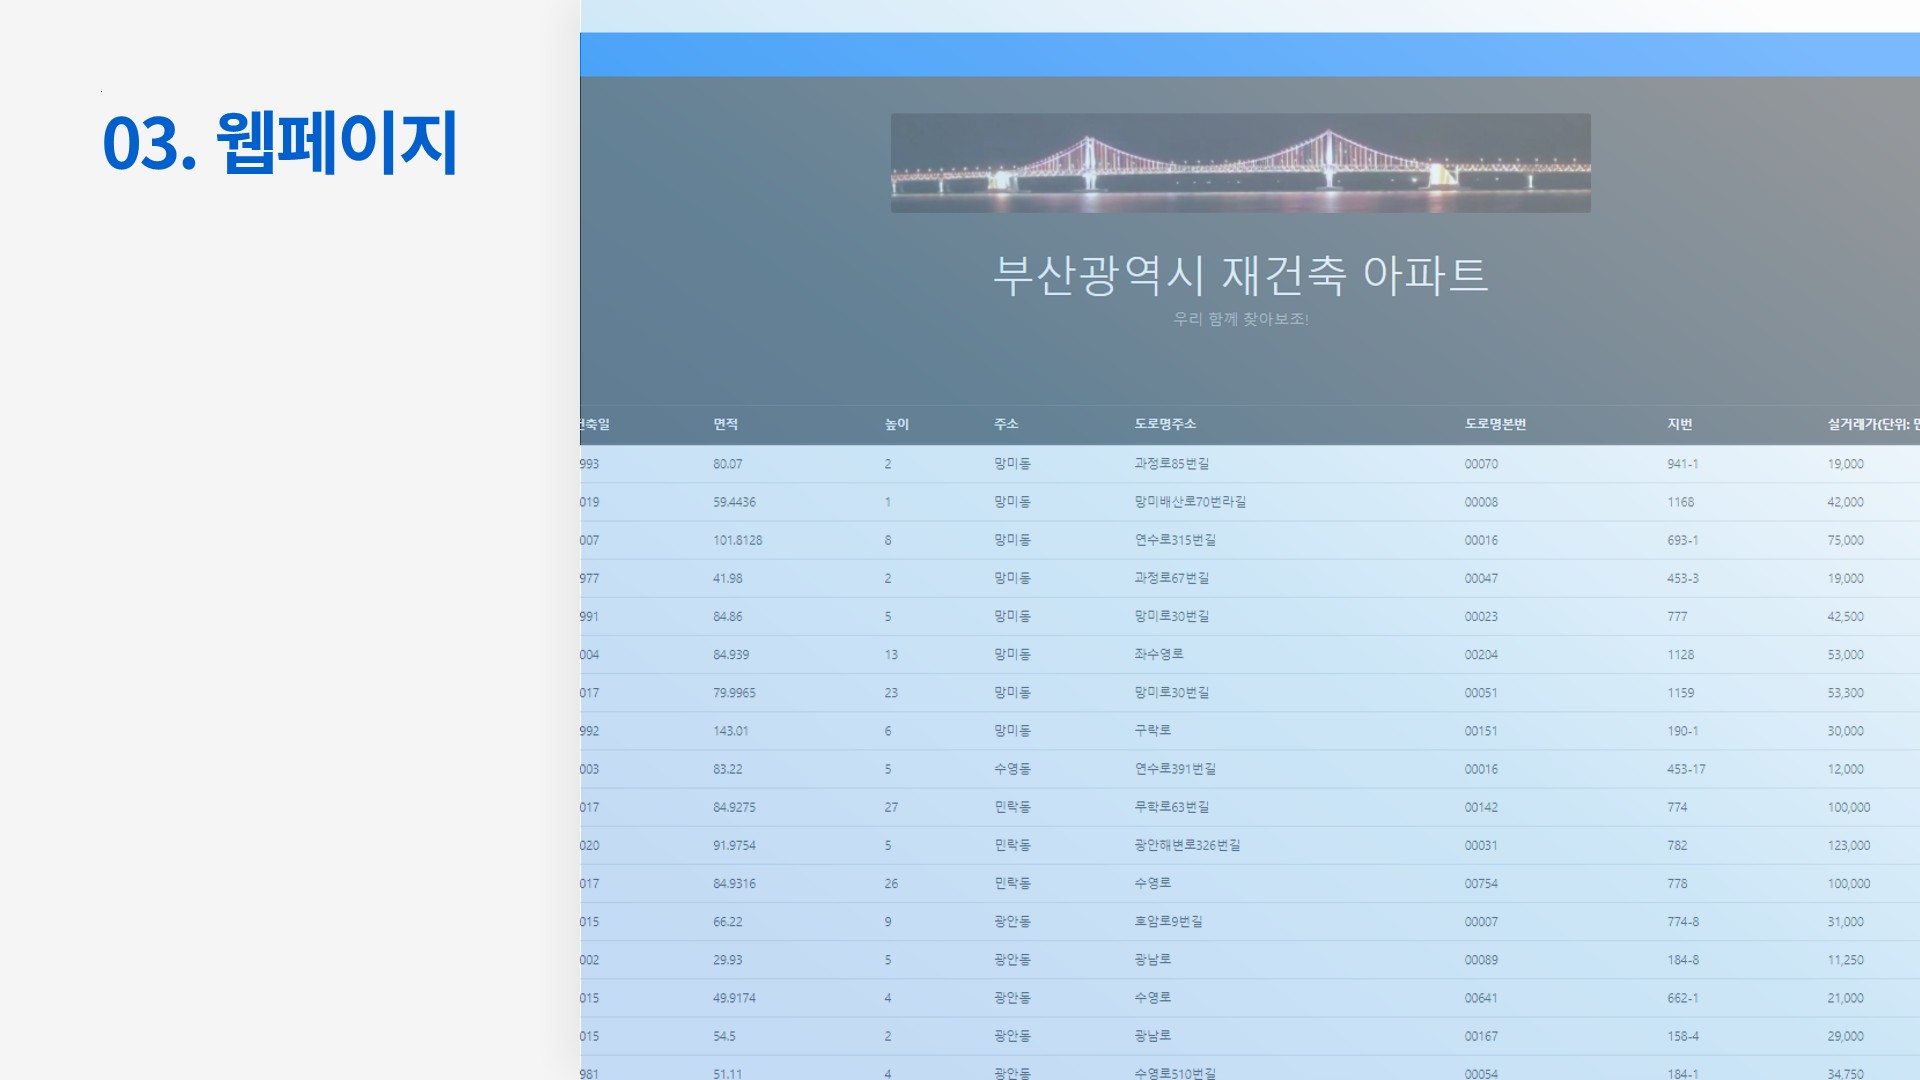 03. 웹페이지
부산광역시 재건축 아파트
우리 함께 찾아보조!
건축일 면적 높이 주소 도로명주소 도로명본번 지번 실거래가(단위: 만
993 80.07 2 망미동 과정로85번길 00070 941-1 19,000
019 59.4436 1 망미동 망미배산로70번라길 00008 1168 42,000
007 101.8128 8 망미동 연수로315번길 00016 693-1 75,000
977 41.98 2 망미동 과정로67번길 00047 453-3 19,000
991 84.86 5 망미동 망미로30번길 00023 777 42,500
004 84.939 13 망미동 좌수영로 00204 1128 53,000
017 79.9965 23 망미동 망미로30번길 00051 1159 53,300
992 143.01 6 망미동 구락로 00151 190-1 30,000
003 83.22 5 수영동 연수로391번길 00016 453-17 12,000
017 84.9275 27 민락동 무학로63번길 00142 774 100,000
020 91.9754 5 민락동 광안해변로326번길 00031 782 123,000
017 84.9316 26 민락동 수영로 00754 778 100,000
015 66.22 9 광안동 호암로9번길 00007 774-8 31,000
002 29.93 5 광안동 광남로 00089 184-8 11,250
015 49.9174 4 광안동 수영로 00641 662-1 21,000
015 54.5 2 광안동 광남로 00167 158-4 29,000
981 51.11 4 광안동 수영로510번길 00054 184-1 34,750